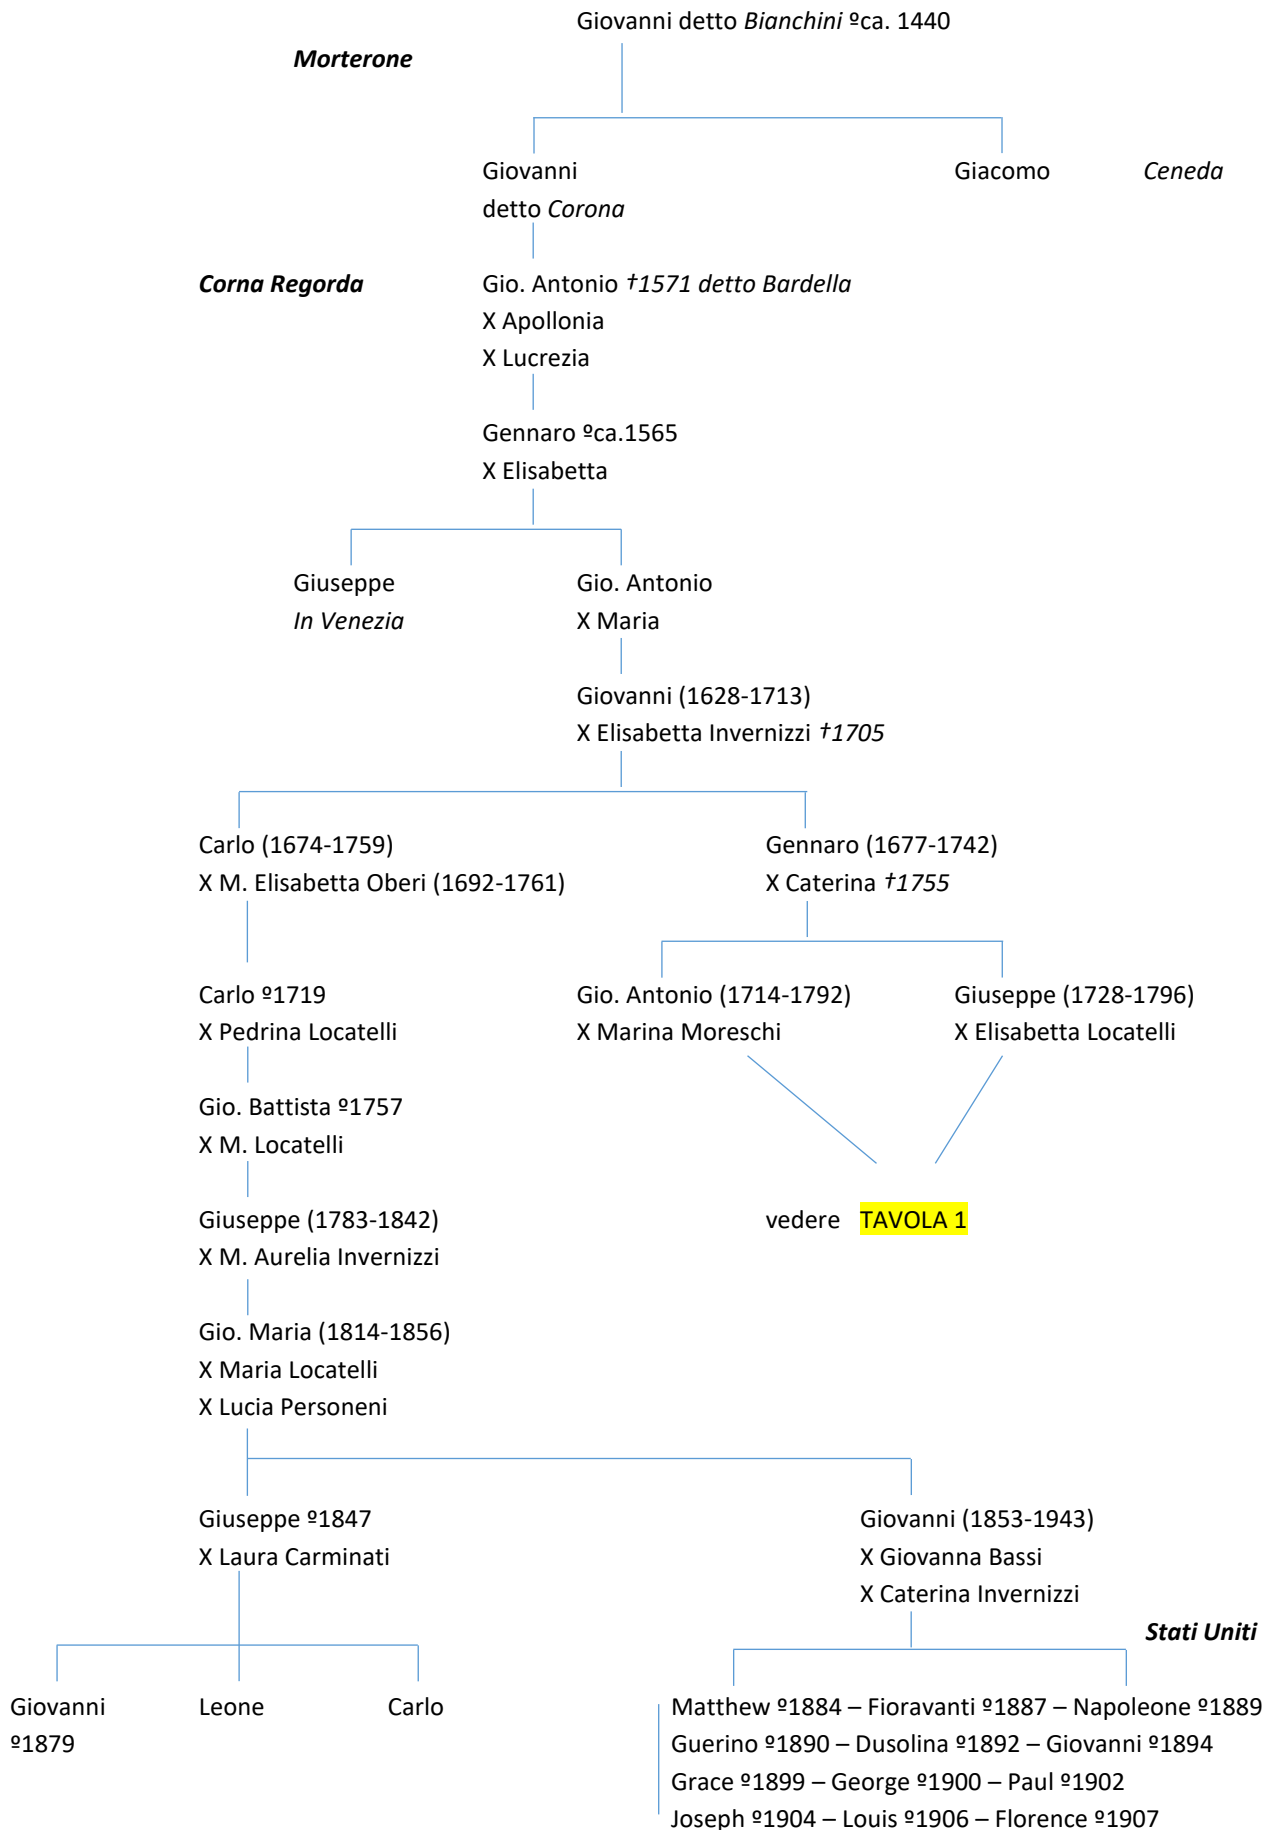 Giovanni detto Bianchini ºca. 1440
Morterone
Giovanni
detto Corona
Giacomo
Ceneda
Corna Regorda
Gio. Antonio †1571 detto Bardella
X Apollonia
X Lucrezia
Gennaro ºca.1565
X Elisabetta
Giuseppe
In Venezia
Gio. Antonio
X Maria
Giovanni (1628-1713)
X Elisabetta Invernizzi †1705
Carlo (1674-1759)
X M. Elisabetta Oberi (1692-1761)
Gennaro (1677-1742)
X Caterina †1755
Carlo º1719
X Pedrina Locatelli
Gio. Antonio (1714-1792)
X Marina Moreschi
Giuseppe (1728-1796)
X Elisabetta Locatelli
Gio. Battista º1757
X M. Locatelli
Giuseppe (1783-1842)
X M. Aurelia Invernizzi
vedere TAVOLA 1
Gio. Maria (1814-1856)
X Maria Locatelli
X Lucia Personeni
Giuseppe º1847
X Laura Carminati
Giovanni (1853-1943)
X Giovanna Bassi
X Caterina Invernizzi
Stati Uniti
Giovanni
º1879
Leone
Carlo
Matthew º1884 – Fioravanti º1887 – Napoleone º1889
Guerino º1890 – Dusolina º1892 – Giovanni º1894
Grace º1899 – George º1900 – Paul º1902
Joseph º1904 – Louis º1906 – Florence º1907